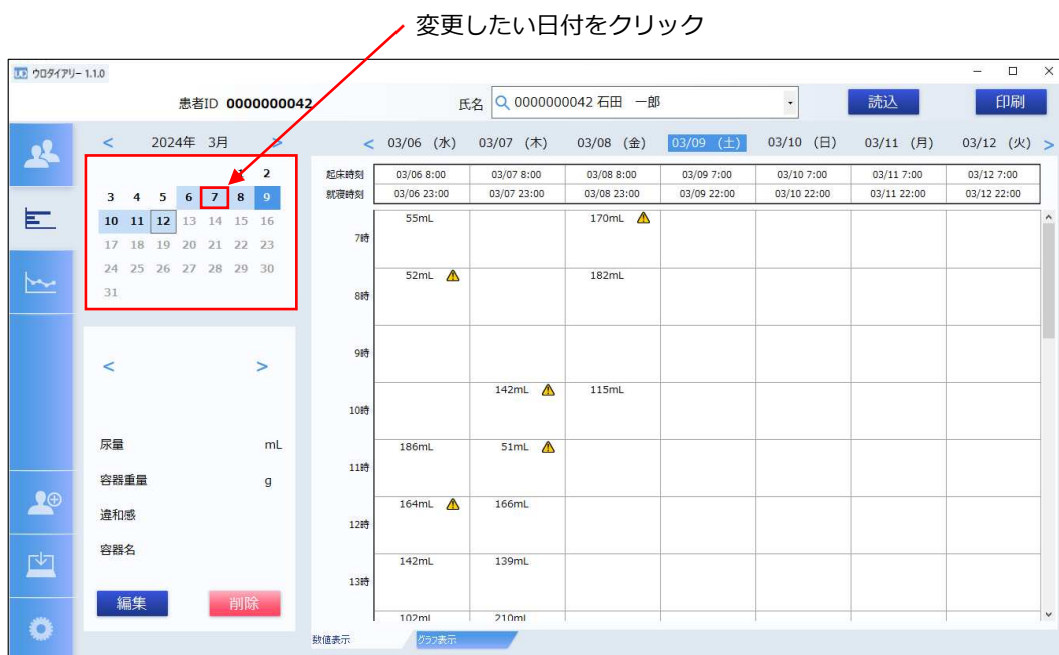 変更したい日付をクリック
ウロダイアリー 1.1.0
患者ID 0000000042 氏名 0000000042 石田 一郎 読込 印刷
< 2024年 3月 >
1 2
3 4 5 6 7 8 9
10 11 12 13 14 15 16
17 18 19 20 21 22 23
24 25 26 27 28 29 30
31
< 03/06 (水) 03/07 (木) 03/08 (金) 03/09 (土) 03/10 (日) 03/11 (月) 03/12 (火) >
起床時刻 03/06 8:00 03/07 8:00 03/08 8:00 03/09 7:00 03/10 7:00 03/11 7:00 03/12 7:00
就寝時刻 03/06 23:00 03/07 23:00 03/08 23:00 03/09 22:00 03/10 22:00 03/11 22:00 03/12 22:00
55mL 170mL
7時
52mL 182mL
8時
9時
142mL 115mL
10時
186mL 51mL
11時
164mL 166mL
12時
142mL 139mL
13時
102mL 210mL
< >
尿量 mL
容器重量 g
違和感
容器名
編集 削除
数値表示 グラフ表示